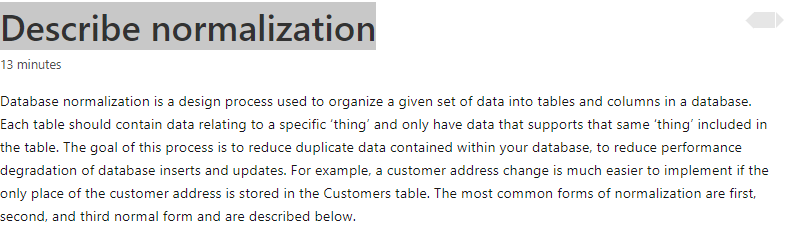 Describe normalization
13 minutes
Database normalization is a design process used to organize a given set of data into tables and columns in a database.
Each table should contain data relating to a specific ‘thing’ and only have data that supports that same ‘thing’ included in
the table. The goal of this process is to reduce duplicate data contained within your database, to reduce performance
degradation of database inserts and updates. For example, a customer address change is much easier to implement if the
only place of the customer address is stored in the Customers table. The most common forms of normalization are first,
second, and third normal form and are described below.